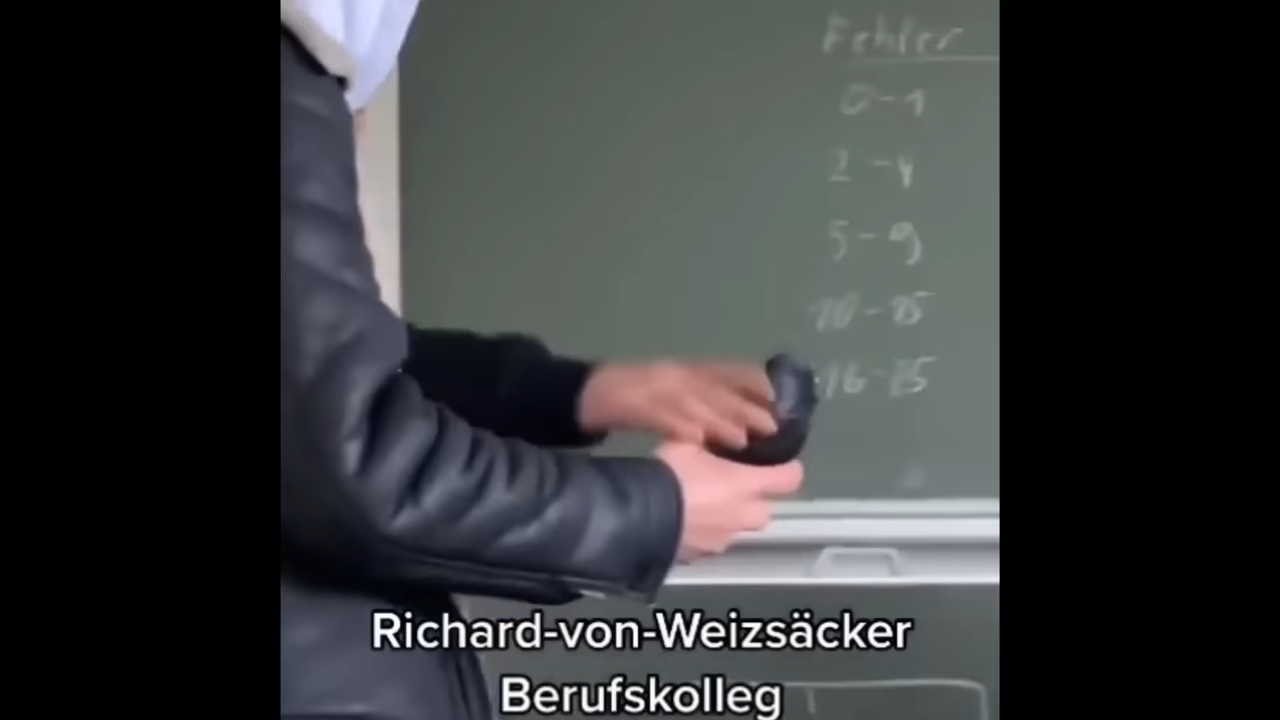 Fehler
0-1
2-4
5-9
10-15
16-25
Richard-von-Weizsäcker
Berufskolleg